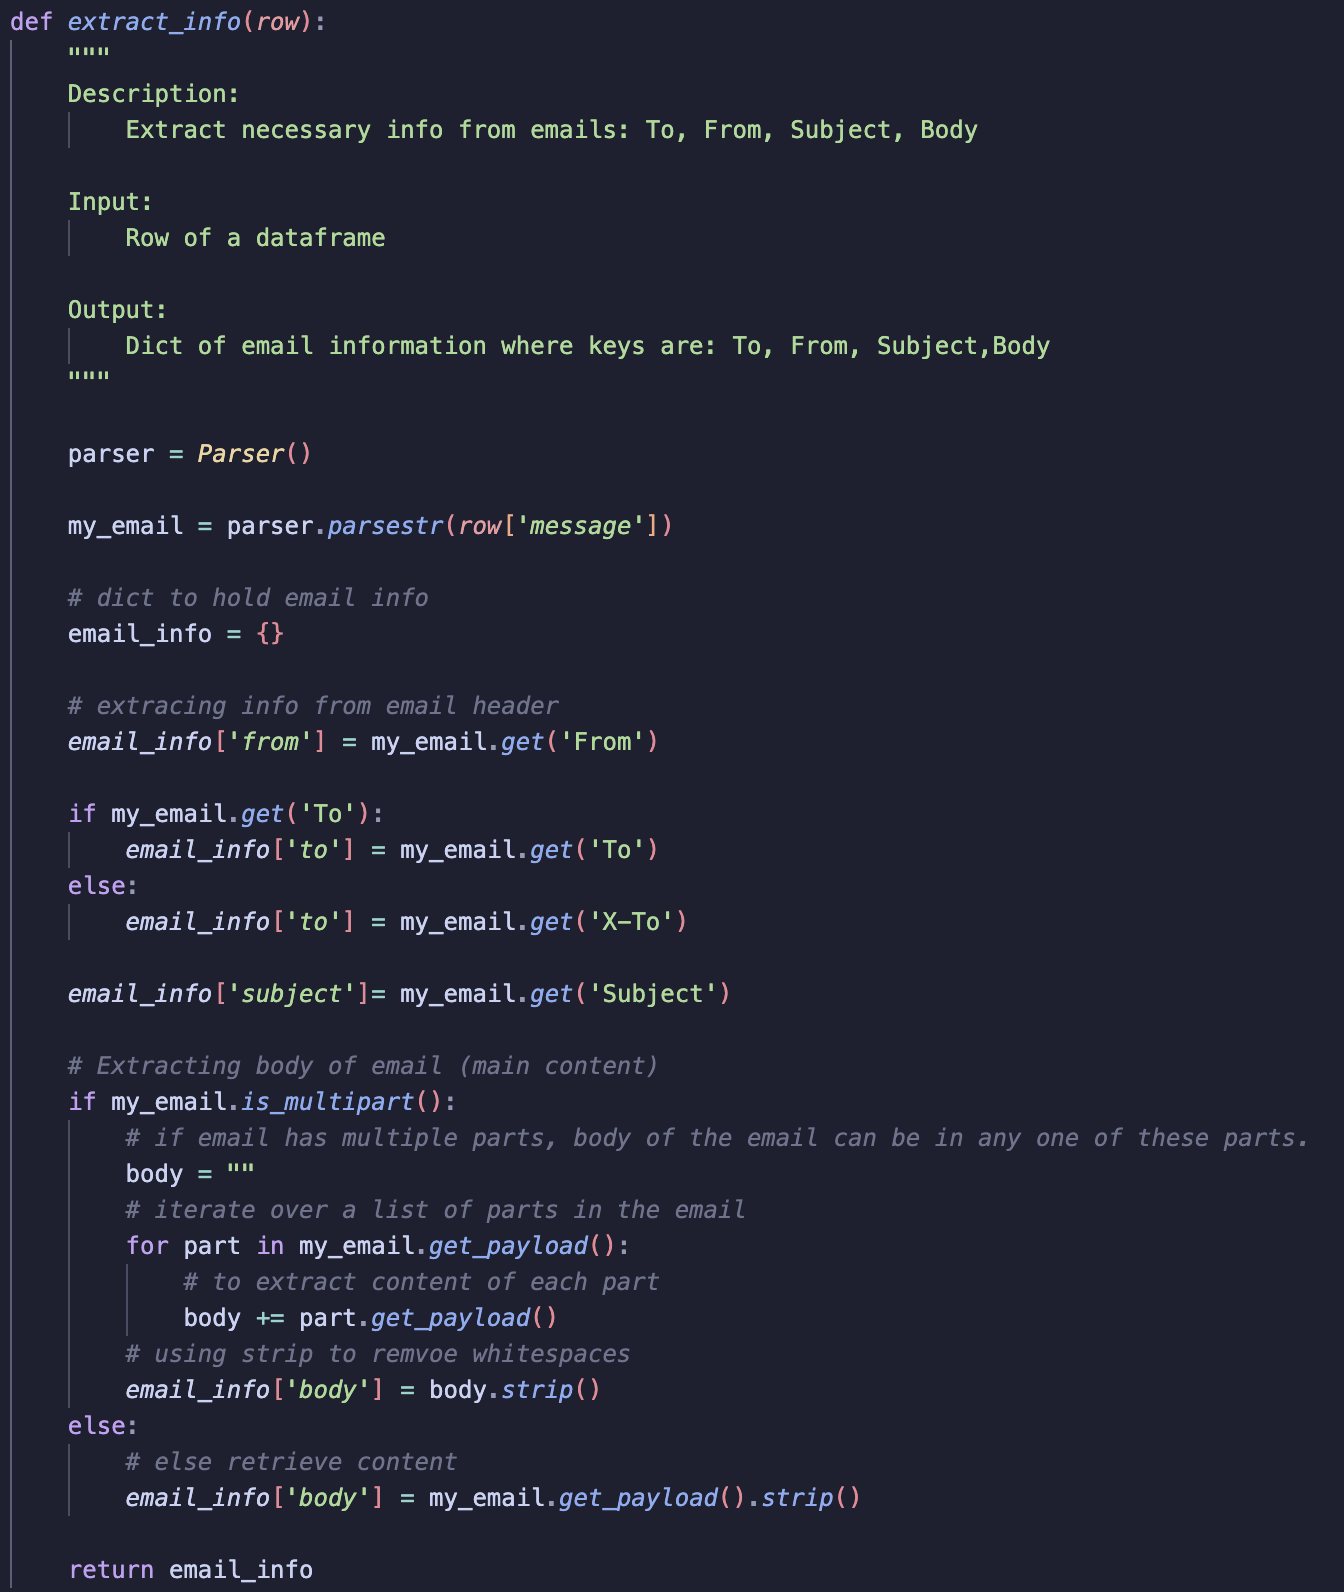 def extract_info(row):
    """
    Description:
        Extract necessary info from emails: To, From, Subject, Body

    Input:
        Row of a dataframe

    Output:
        Dict of email information where keys are: To, From, Subject,Body
    """

    parser = Parser()

    my_email = parser.parsestr(row['message'])

    # dict to hold email info
    email_info = {}

    # extracing info from email header
    email_info['from'] = my_email.get('From')

    if my_email.get('To'):
        email_info['to'] = my_email.get('To')
    else:
        email_info['to'] = my_email.get('X-To')

    email_info['subject']= my_email.get('Subject')

    # Extracting body of email (main content)
    if my_email.is_multipart():
        # if email has multiple parts, body of the email can be in any one of these parts.
        body = ""
        # iterate over a list of parts in the email
        for part in my_email.get_payload():
            # to extract content of each part
            body += part.get_payload()
        # using strip to remvoe whitespaces
        email_info['body'] = body.strip()
    else:
        # else retrieve content
        email_info['body'] = my_email.get_payload().strip()

    return email_info